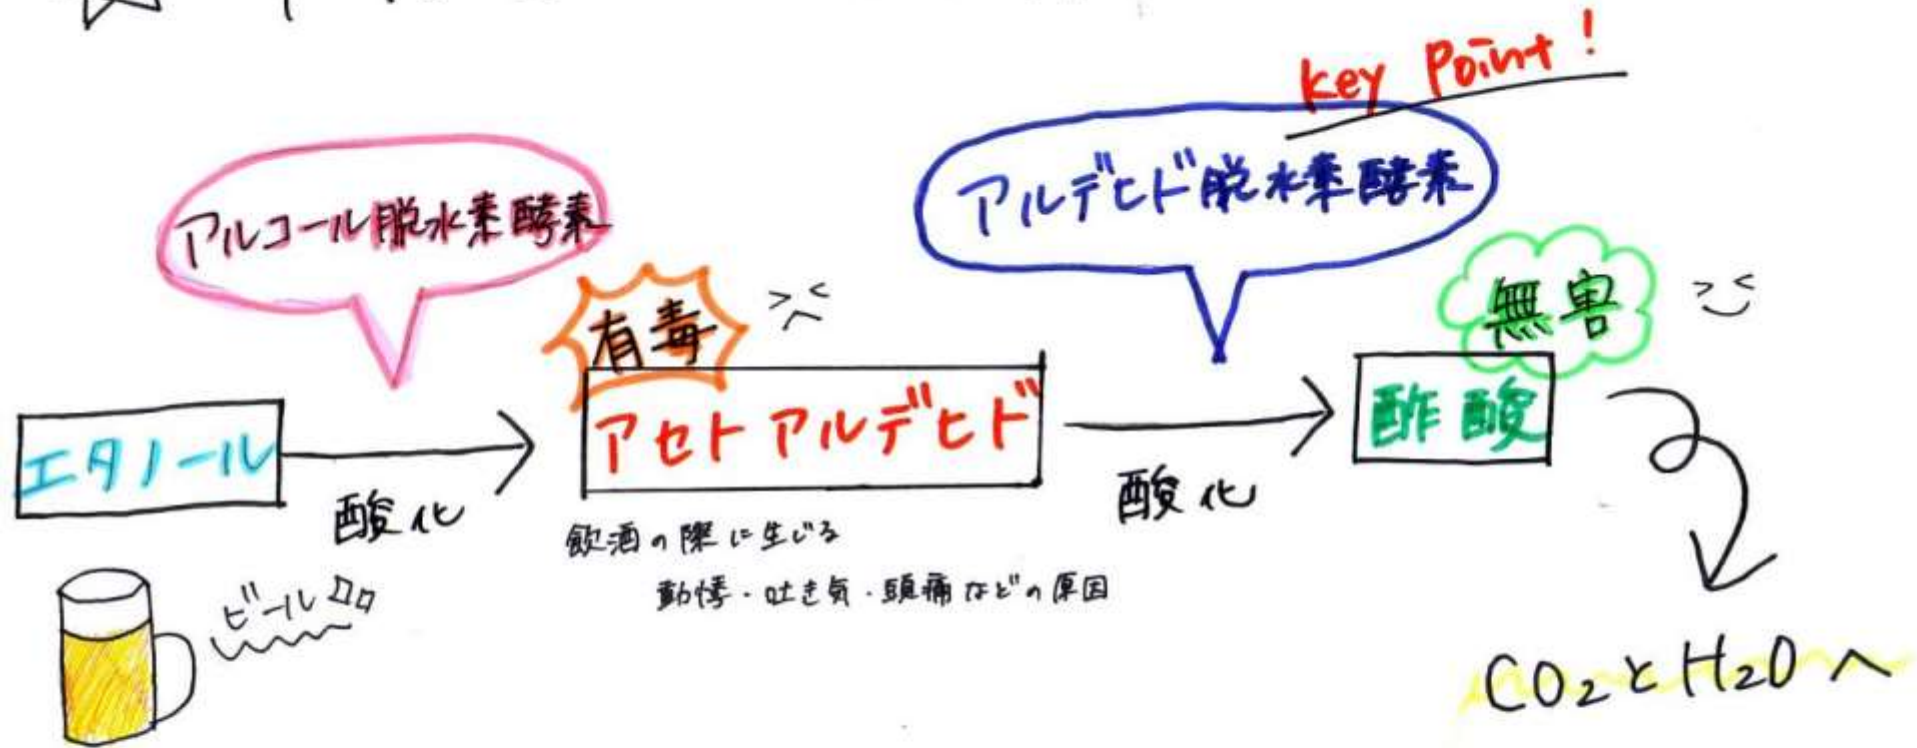 Key Point!
アルコール脱水素酵素
アルデヒド脱水素酵素
有毒
無害
エタノール
酸化
アセトアルデヒド
酸化
酢酸
飲酒の際に生じる
動悸・吐き気・頭痛などの原因
ビール
CO₂とH₂Oへ